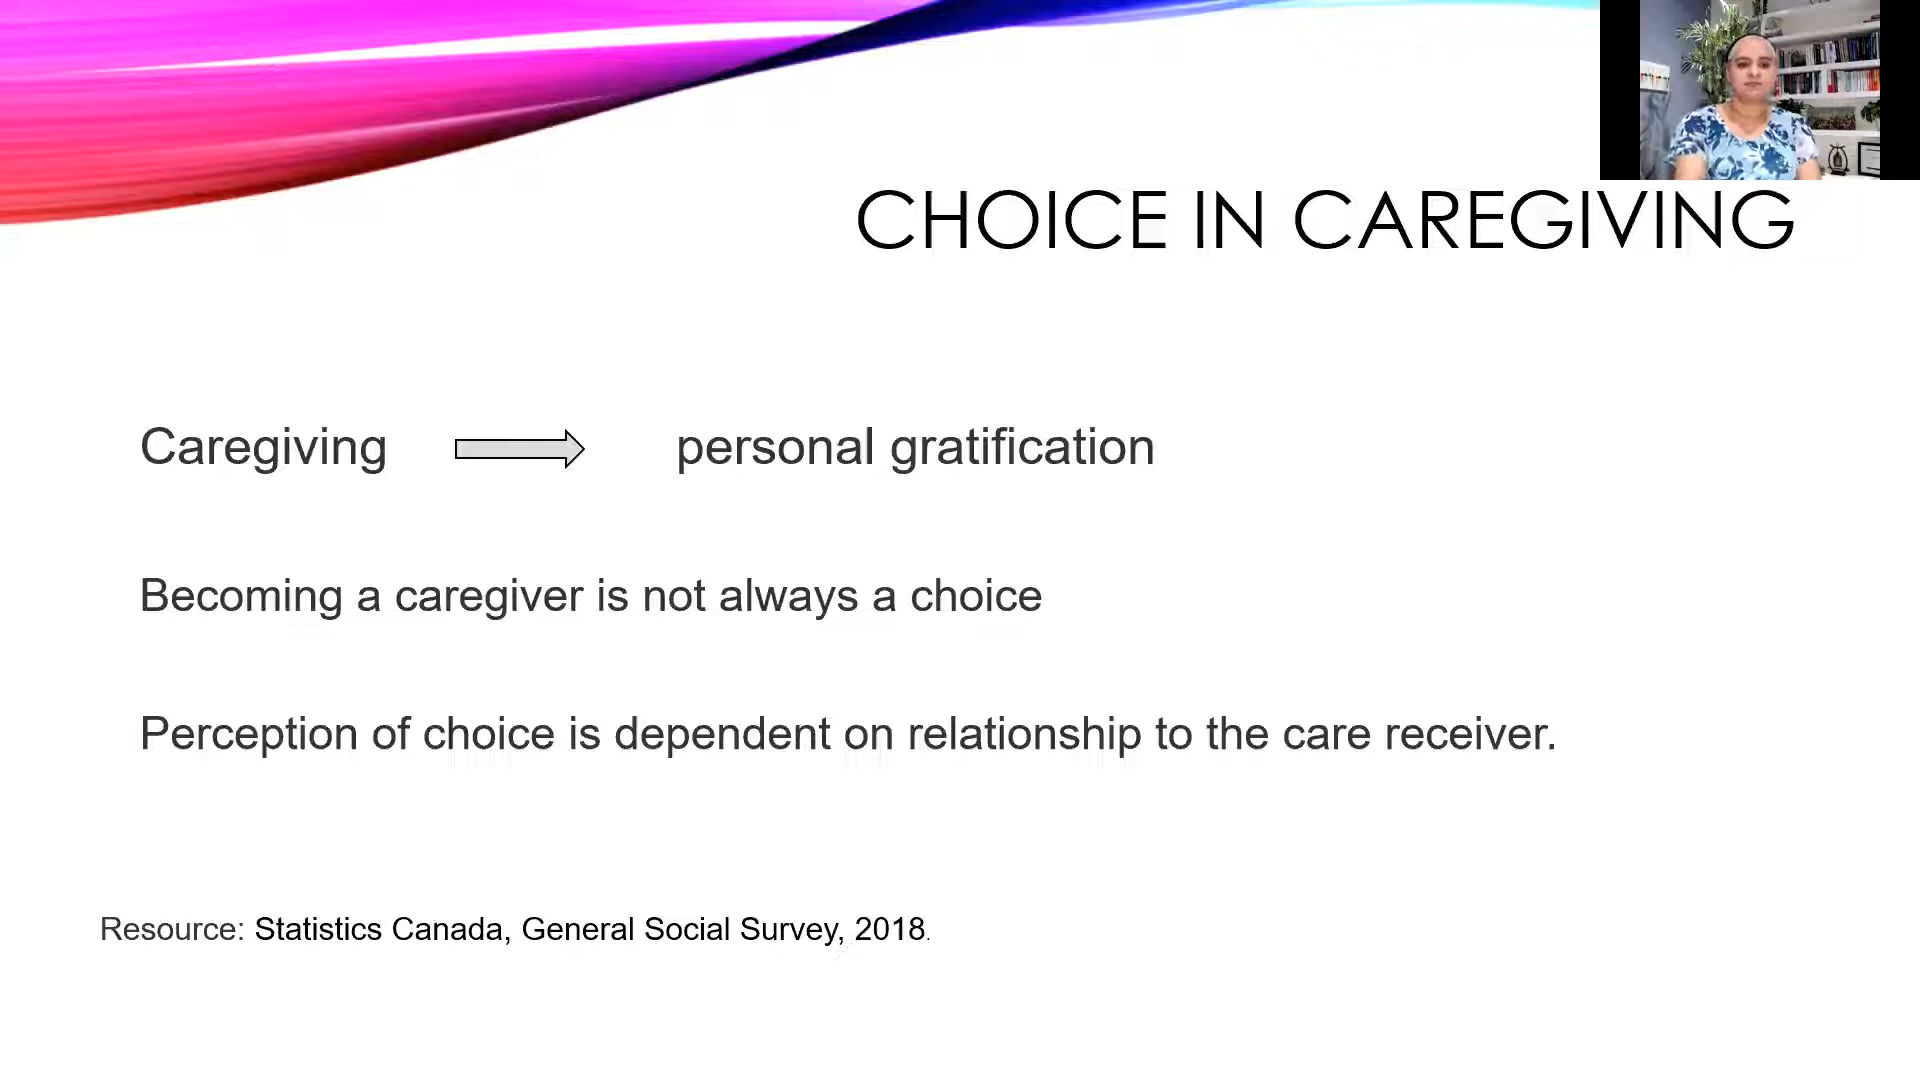 CHOICE IN CAREGIVING
Caregiving personal gratification
Becoming a caregiver is not always a choice
Perception of choice is dependent on relationship to the care receiver.
Resource: Statistics Canada, General Social Survey, 2018.